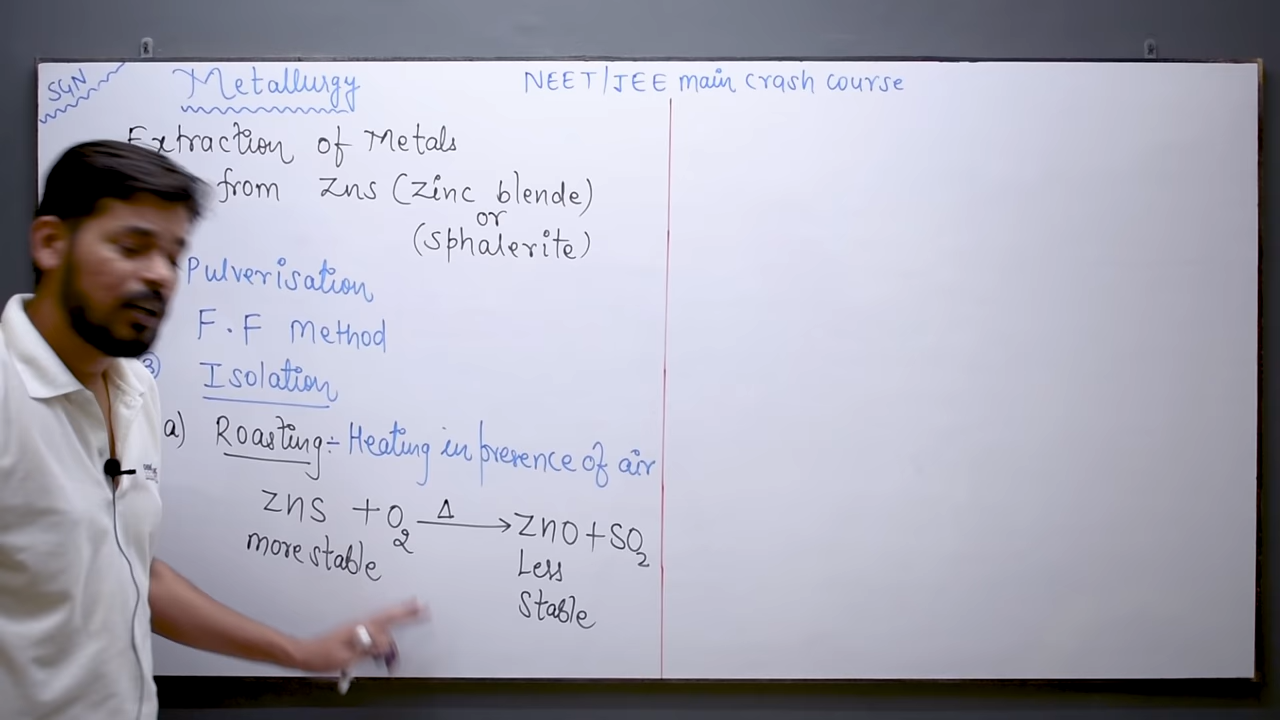 SGN
Metallurgy
NEET/JEE main crash course
Extraction of Metals
from Zns (Zinc blende)
or
(Sphalerite)
Pulverisation
F.F Method
3 Isolation
a) Roasting:- Heating in presence of air
ZnS + O2 Δ → ZnO + SO2
more stable
Less
Stable